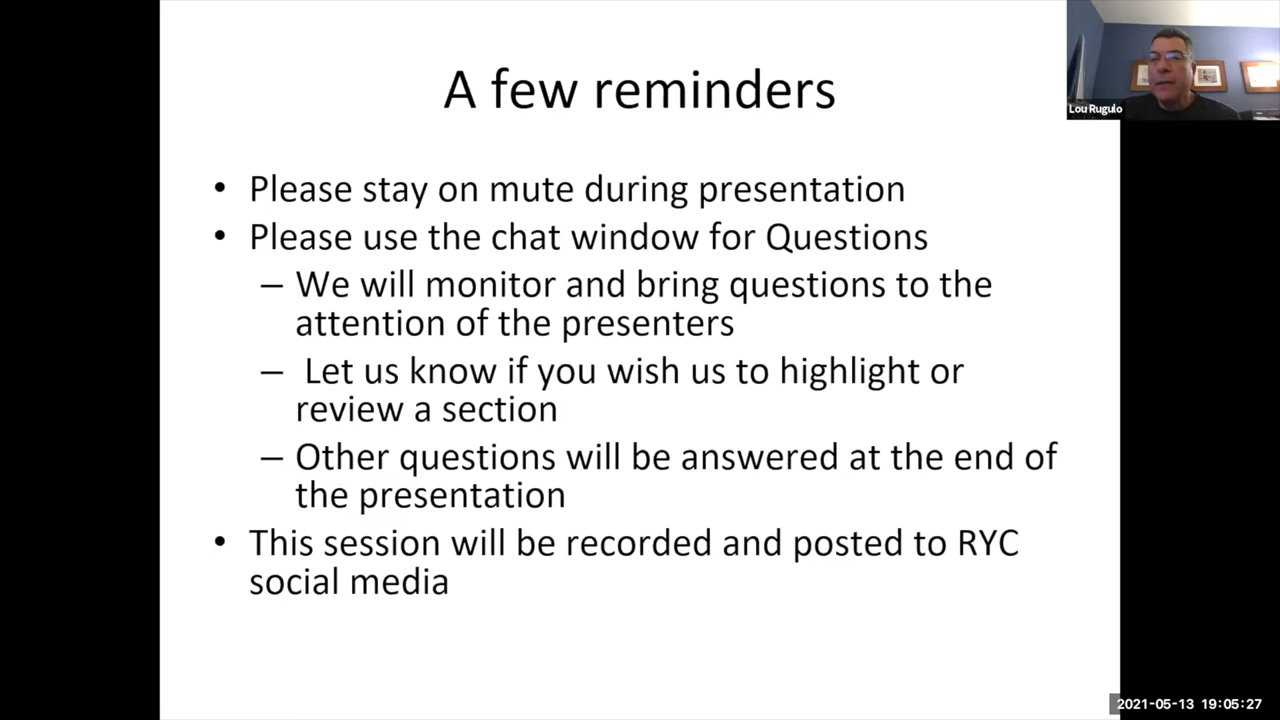 A few reminders
Lou Rugulo
• Please stay on mute during presentation
• Please use the chat window for Questions
– We will monitor and bring questions to the
attention of the presenters
– Let us know if you wish us to highlight or
review a section
– Other questions will be answered at the end of
the presentation
• This session will be recorded and posted to RYC
social media
2021-05-13 19:05:27